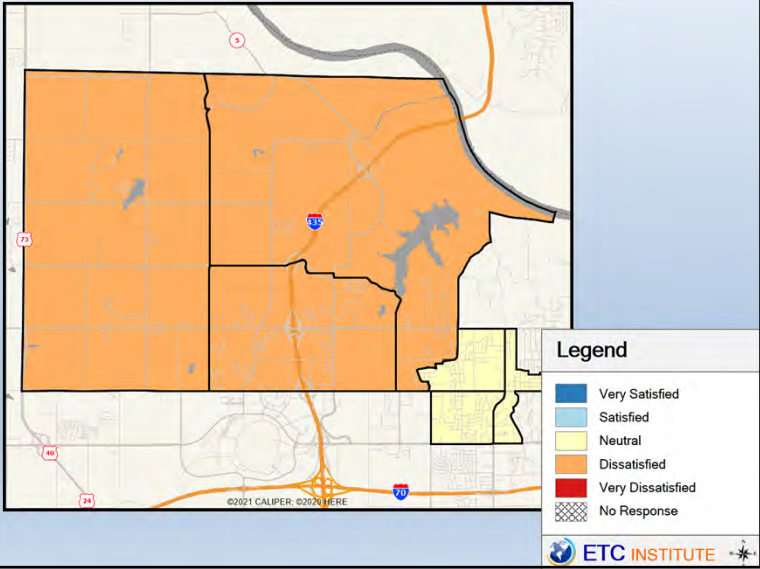 5
435
73
Legend
Very Satisfied
Satisfied
Neutral
Dissatisfied
Very Dissatisfied
No Response
40
24
70
©2021 CALIPER; ©2020 HERE
ETC INSTITUTE